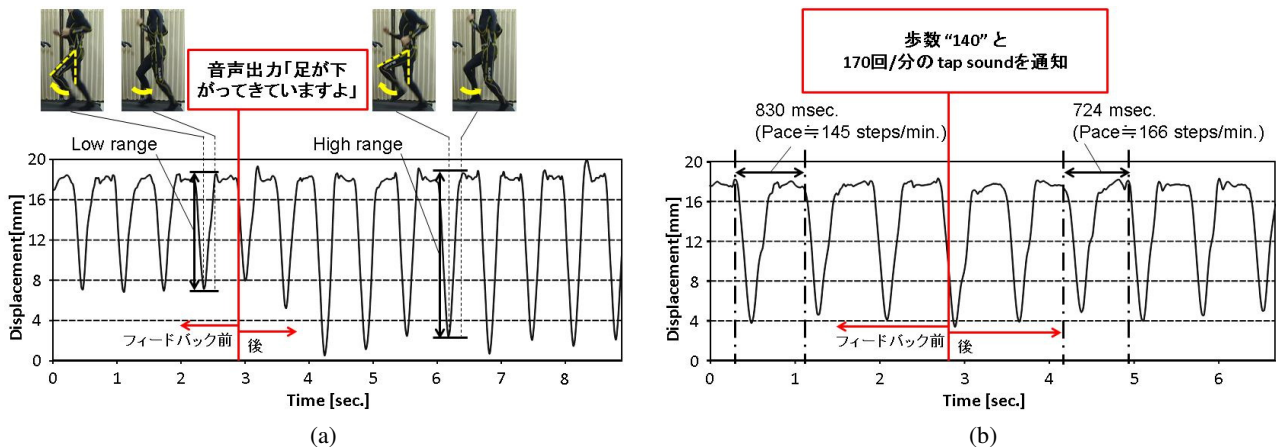 音声出力「足が下
がってきていますよ」
Low range
High range
Displacement[mm]
20
16
12
8
4
0
フィードバック前
後
0 1 2 3 4 5 6 7 8
Time [sec.]
(a)
歩数 “140” と
170回/分の tap soundを通知
830 msec.
(Pace≒145 steps/min.)
724 msec.
(Pace≒166 steps/min.)
Displacement[mm]
20
16
12
8
4
0
フィードバック前
後
0 1 2 3 4 5 6
Time [sec.]
(b)